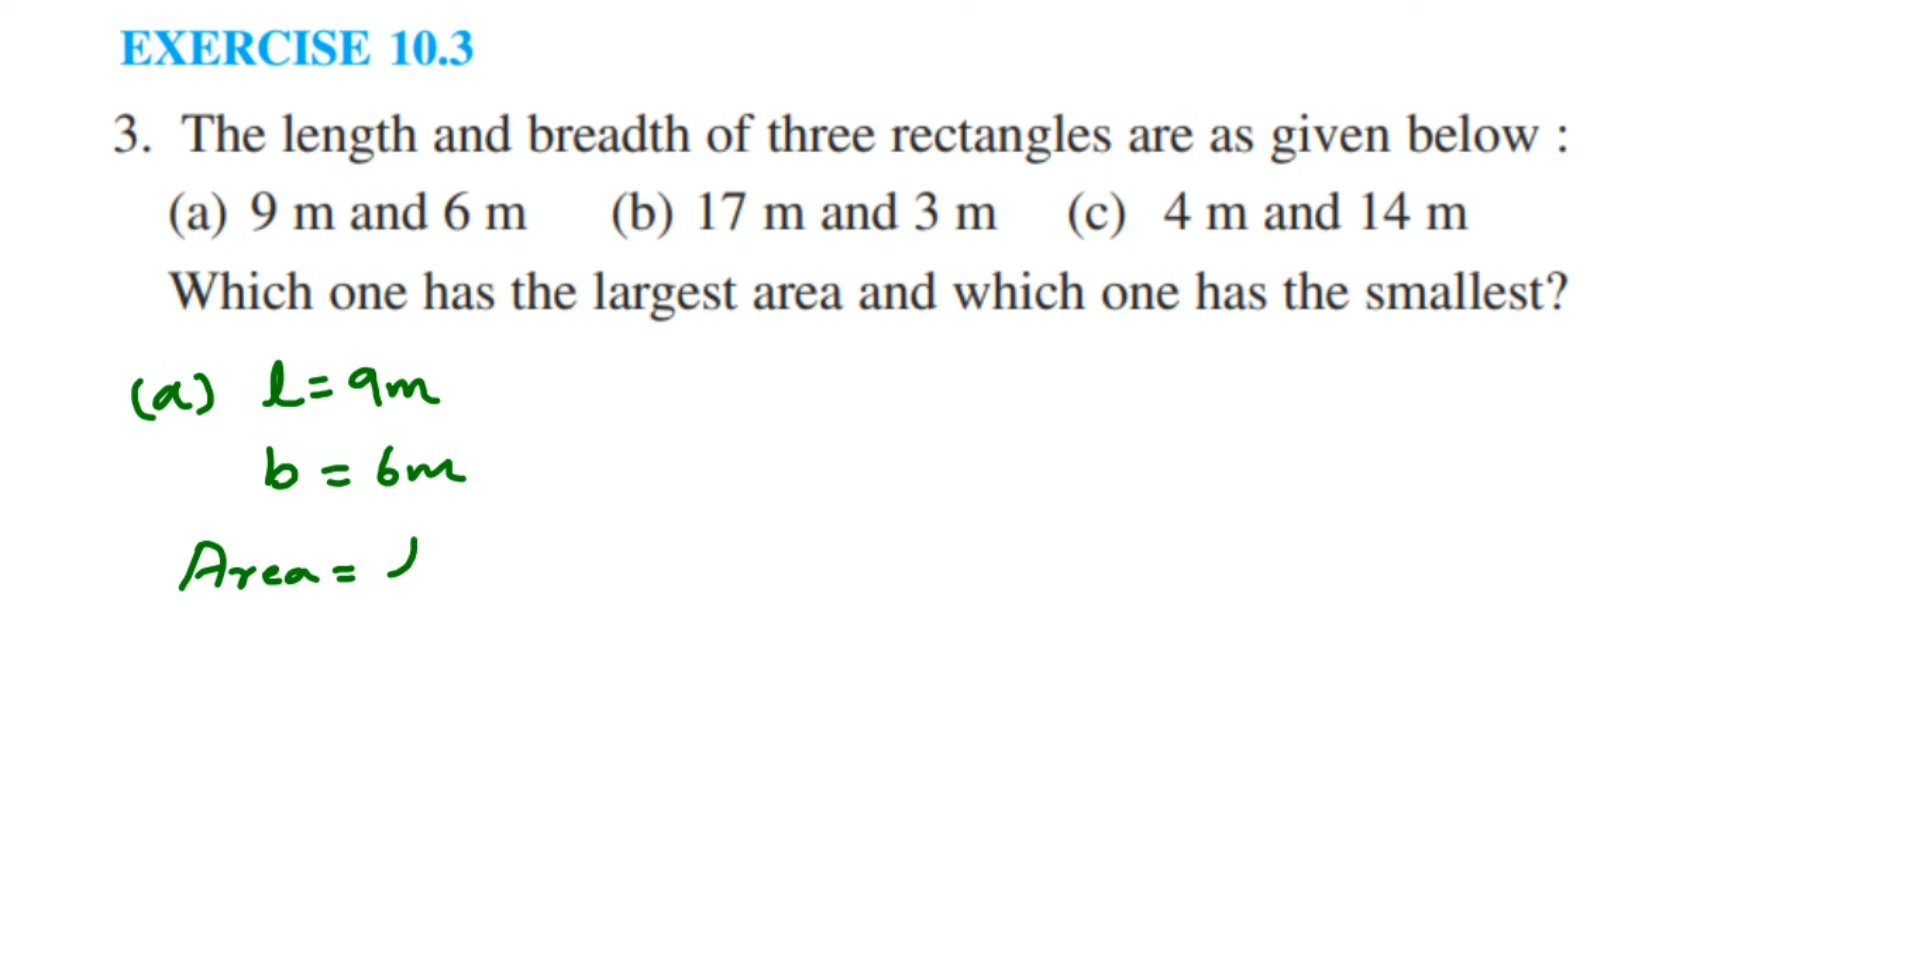 EXERCISE 10.3
3. The length and breadth of three rectangles are as given below :
(a) 9 m and 6 m (b) 17 m and 3 m (c) 4 m and 14 m
Which one has the largest area and which one has the smallest?
(a) l = 9m
b = 6m
Area =